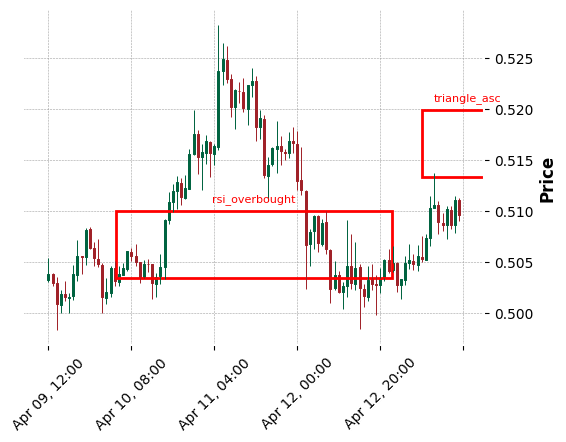 triangle_asc
rsi_overbought
0.525
0.520
0.515
0.510
0.505
0.500
Price
Apr 09, 12:00
Apr 10, 08:00
Apr 11, 04:00
Apr 12, 00:00
Apr 12, 20:00